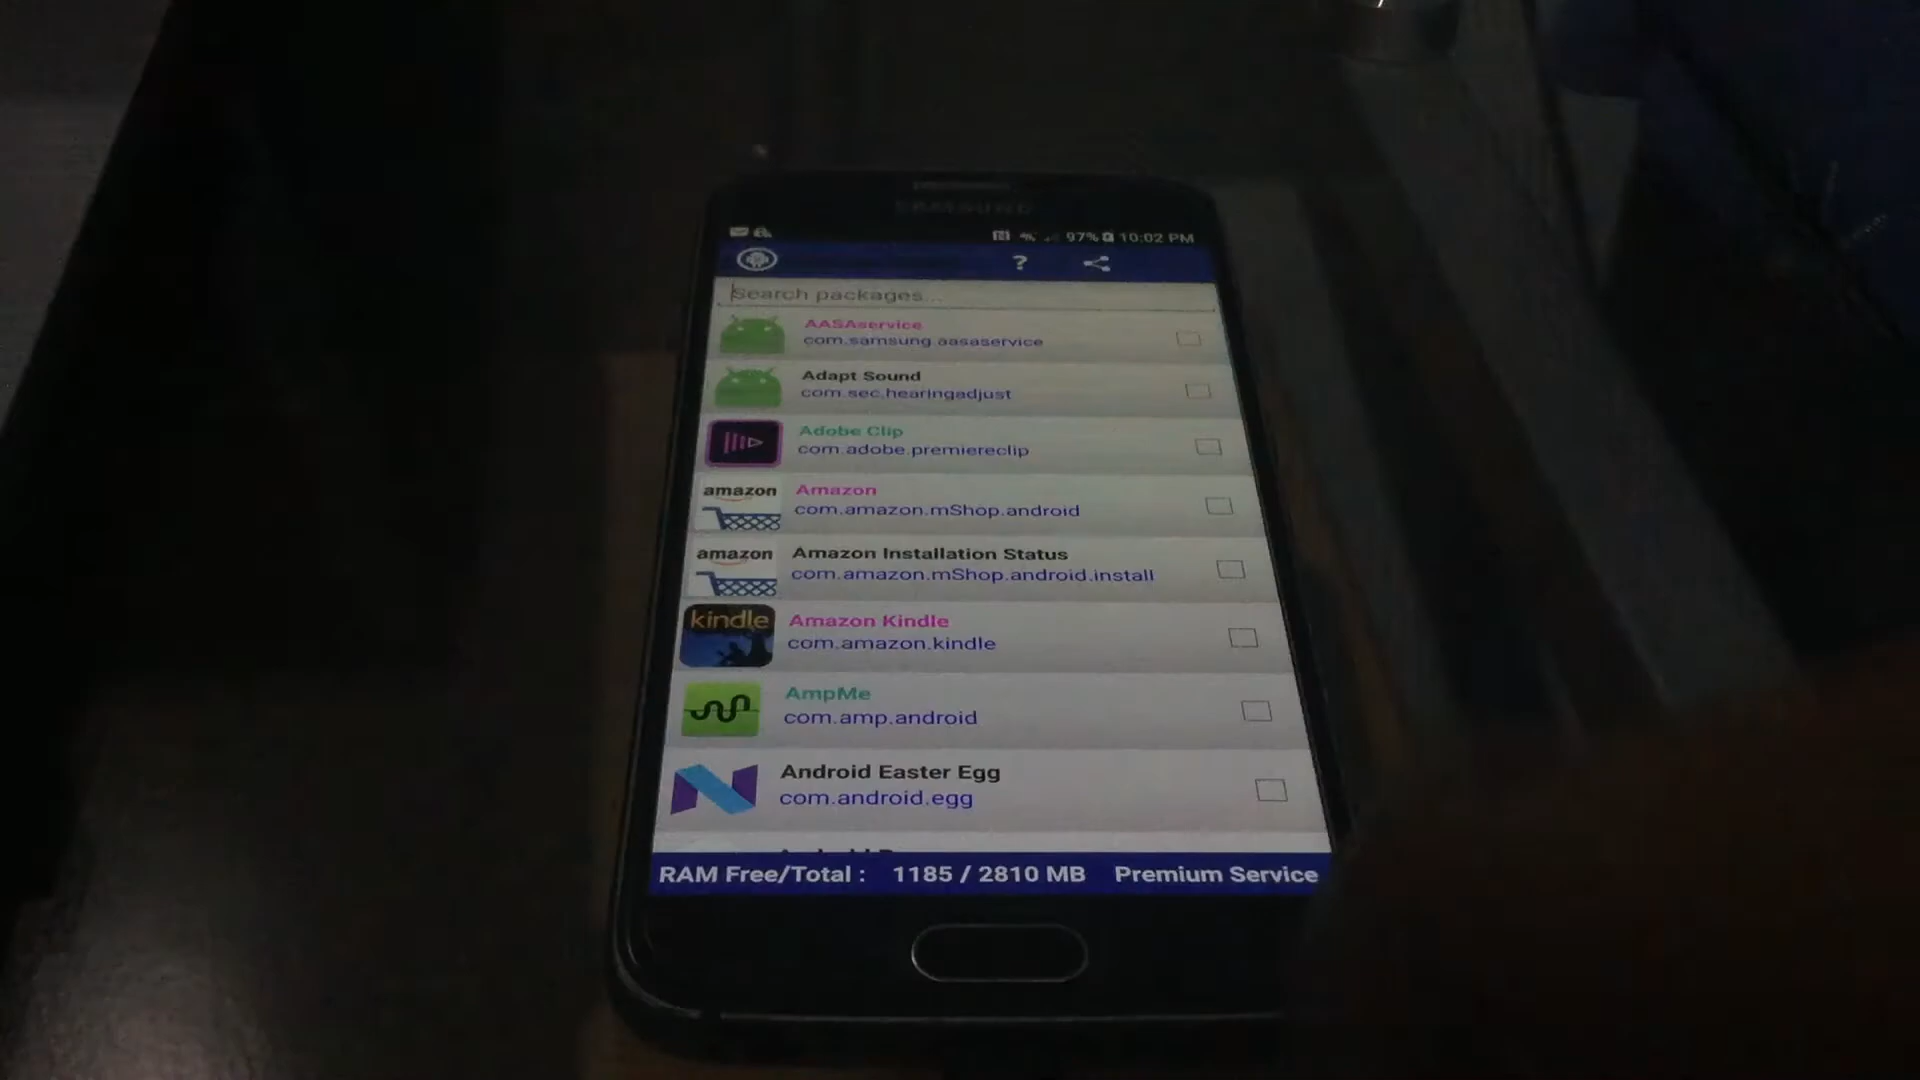 SAMSUNG
97% 10:02 PM
?
Search packages...
AASAservice
com.samsung.aasaservice
Adapt Sound
com.sec.hearingadjust
Adobe Clip
com.adobe.premiereclip
amazon
Amazon
com.amazon.mShop.android
amazon
Amazon Installation Status
com.amazon.mShop.android.install
kindle
Amazon Kindle
com.amazon.kindle
AmpMe
com.amp.android
Android Easter Egg
com.android.egg
RAM Free/Total : 1185 / 2810 MB Premium Service